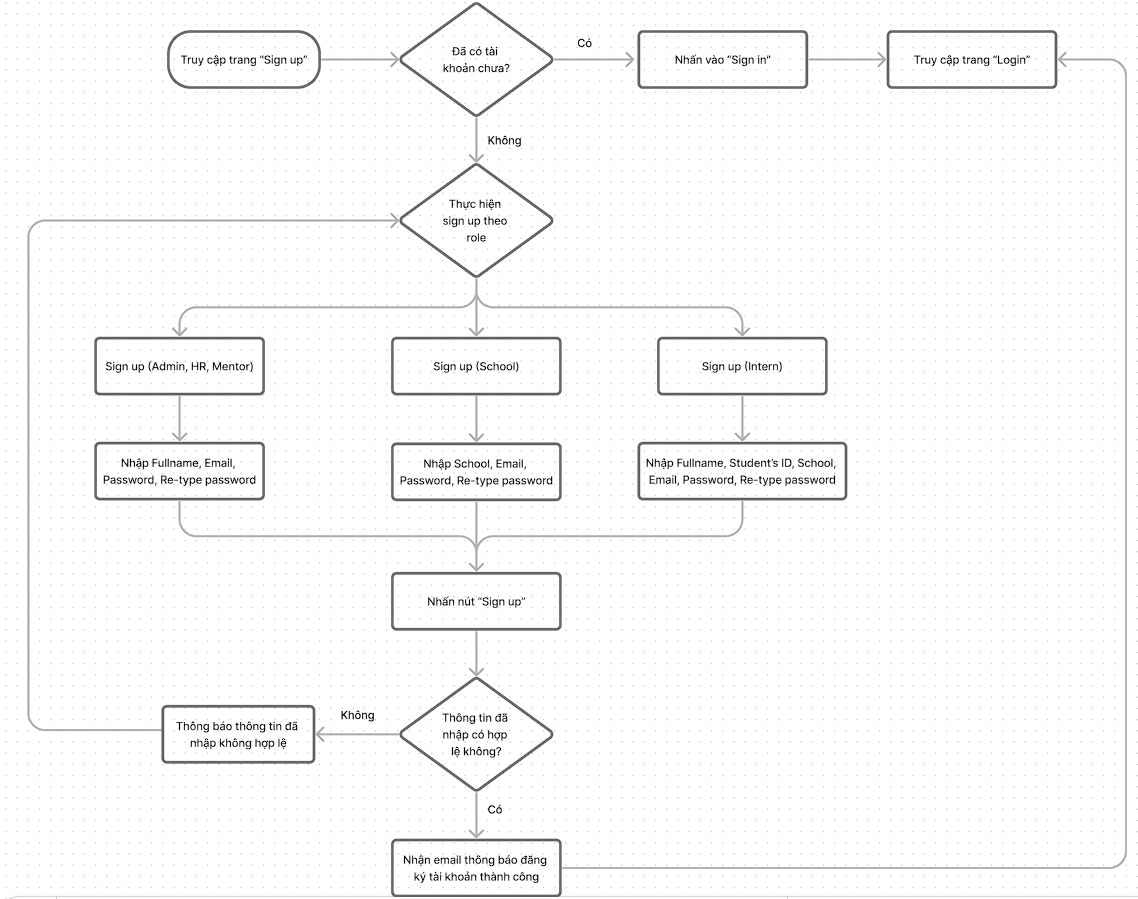 Truy cập trang “Sign up”
Đã có tài
khoản chưa?
Có
Nhấn vào “Sign in”
Truy cập trang “Login”
Không
Thực hiện
sign up theo
role
Sign up (Admin, HR, Mentor)
Sign up (School)
Sign up (Intern)
Nhập Fullname, Email,
Password, Re-type password
Nhập School, Email,
Password, Re-type password
Nhập Fullname, Student’s ID, School,
Email, Password, Re-type password
Nhấn nút “Sign up”
Thông tin đã
nhập có hợp
lệ không?
Không
Thông báo thông tin đã
nhập không hợp lệ
Có
Nhận email thông báo đăng
ký tài khoản thành công